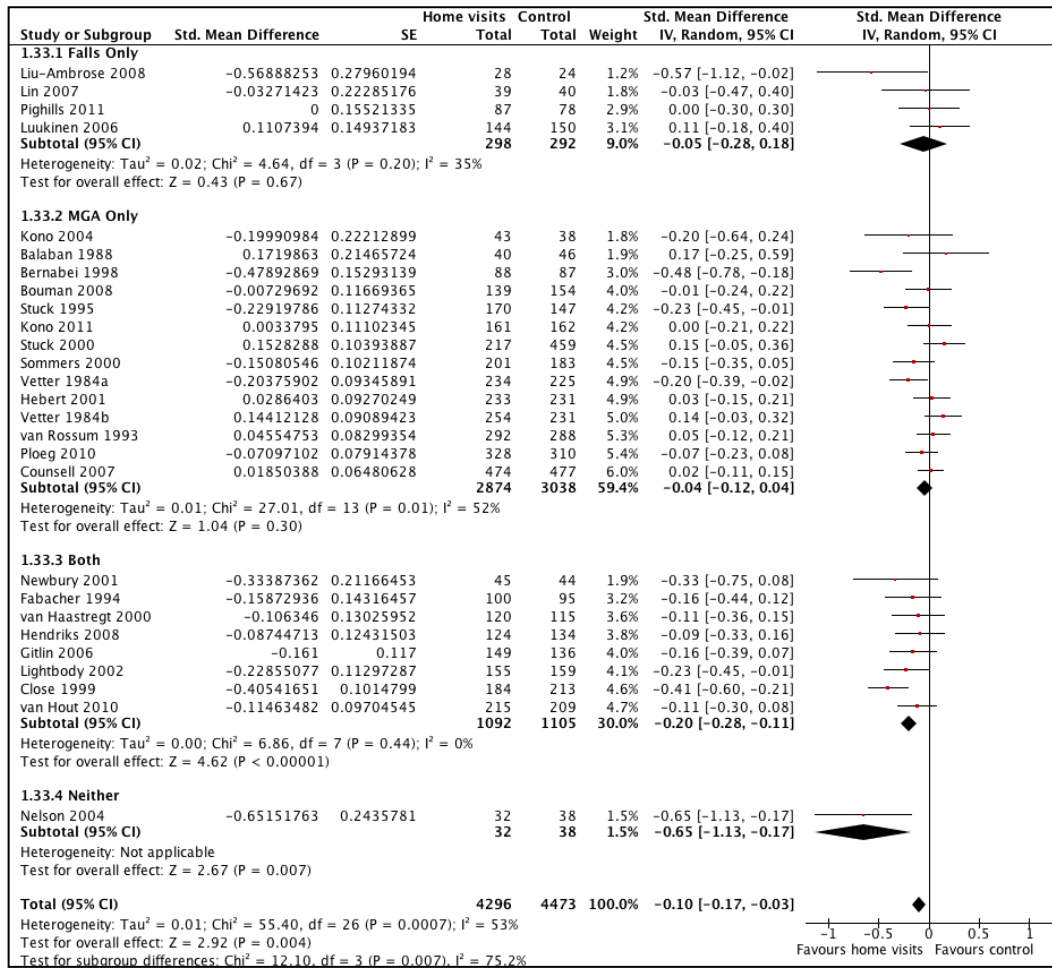 Home visits Control Std. Mean Difference Std. Mean Difference
Study or Subgroup Std. Mean Difference SE Total Total Weight IV, Random, 95% CI IV, Random, 95% CI
1.33.1 Falls Only
Liu-Ambrose 2008 -0.56888253 0.27960194 28 24 1.2% -0.57 [-1.12, -0.02]
Lin 2007 -0.03271423 0.22285176 39 40 1.8% -0.03 [-0.47, 0.40]
Pighills 2011 0 0.15521335 87 78 2.9% 0.00 [-0.30, 0.30]
Luukinen 2006 0.1107394 0.14937183 144 150 3.1% 0.11 [-0.18, 0.40]
Subtotal (95% CI) 298 292 9.0% -0.05 [-0.28, 0.18]
Heterogeneity: Tau² = 0.02; Chi² = 4.64, df = 3 (P = 0.20); I² = 35%
Test for overall effect: Z = 0.43 (P = 0.67)
1.33.2 MGA Only
Kono 2004 -0.19990984 0.22212899 43 38 1.8% -0.20 [-0.64, 0.24]
Balaban 1988 0.1719863 0.21465724 40 46 1.9% 0.17 [-0.25, 0.59]
Bernabei 1998 -0.47892869 0.15293139 88 87 3.0% -0.48 [-0.78, -0.18]
Bouman 2008 -0.00729692 0.11669365 139 154 4.1% -0.01 [-0.24, 0.22]
Stuck 1995 -0.22919786 0.11274332 170 147 4.2% -0.23 [-0.45, -0.01]
Kono 2011 0.0033795 0.11102345 161 162 4.2% 0.00 [-0.21, 0.22]
Stuck 2000 0.1528288 0.10393887 217 459 4.5% 0.15 [-0.05, 0.36]
Sommers 2000 -0.15080546 0.10211874 201 183 4.5% -0.15 [-0.35, 0.05]
Vetter 1984a -0.20375902 0.09345891 234 225 4.9% -0.20 [-0.39, -0.02]
Hebert 2001 0.0286403 0.09270249 233 231 4.9% 0.03 [-0.15, 0.21]
Vetter 1984b 0.14412128 0.09089423 254 231 5.0% 0.14 [-0.03, 0.32]
van Rossum 1993 0.04554753 0.08299354 292 288 5.3% 0.05 [-0.12, 0.21]
Ploeg 2010 -0.07097102 0.07914378 328 310 5.4% -0.07 [-0.23, 0.08]
Counsell 2007 0.01850388 0.06480628 474 477 6.0% 0.02 [-0.11, 0.15]
Subtotal (95% CI) 2874 3038 59.4% -0.04 [-0.12, 0.04]
Heterogeneity: Tau² = 0.01; Chi² = 27.01, df = 13 (P = 0.01); I² = 52%
Test for overall effect: Z = 1.04 (P = 0.30)
1.33.3 Both
Newbury 2001 -0.33387362 0.21166453 45 44 1.9% -0.33 [-0.75, 0.08]
Fabacher 1994 -0.15872936 0.14316457 100 95 3.2% -0.16 [-0.44, 0.12]
van Haastregt 2000 -0.106346 0.13025952 120 115 3.6% -0.11 [-0.36, 0.15]
Hendriks 2008 -0.08744713 0.12431503 124 134 3.8% -0.09 [-0.33, 0.16]
Gitlin 2006 -0.161 0.117 149 136 4.1% -0.16 [-0.39, 0.07]
Lightbody 2002 -0.22855077 0.11297287 155 159 4.1% -0.23 [-0.45, -0.01]
Close 1999 -0.40541651 0.1014799 184 213 4.6% -0.41 [-0.60, -0.21]
van Hout 2010 -0.11463482 0.09704545 215 209 4.7% -0.11 [-0.30, 0.08]
Subtotal (95% CI) 1092 1105 30.0% -0.20 [-0.28, -0.11]
Heterogeneity: Tau² = 0.00; Chi² = 6.86, df = 7 (P = 0.44); I² = 0%
Test for overall effect: Z = 4.62 (P < 0.00001)
1.33.4 Neither
Nelson 2004 -0.65151763 0.2435781 32 38 1.5% -0.65 [-1.13, -0.17]
Subtotal (95% CI) 32 38 1.5% -0.65 [-1.13, -0.17]
Heterogeneity: Not applicable
Test for overall effect: Z = 2.67 (P = 0.007)
Total (95% CI) 4296 4473 100.0% -0.10 [-0.17, -0.03]
Heterogeneity: Tau² = 0.01; Chi² = 55.40, df = 26 (P = 0.0007); I² = 53%
Test for overall effect: Z = 2.92 (P = 0.004)
Test for subgroup differences: Chi² = 12.10, df = 3 (P = 0.007), I² = 75.2%
-1 -0.5 0 0.5 1
Favours home visits Favours control